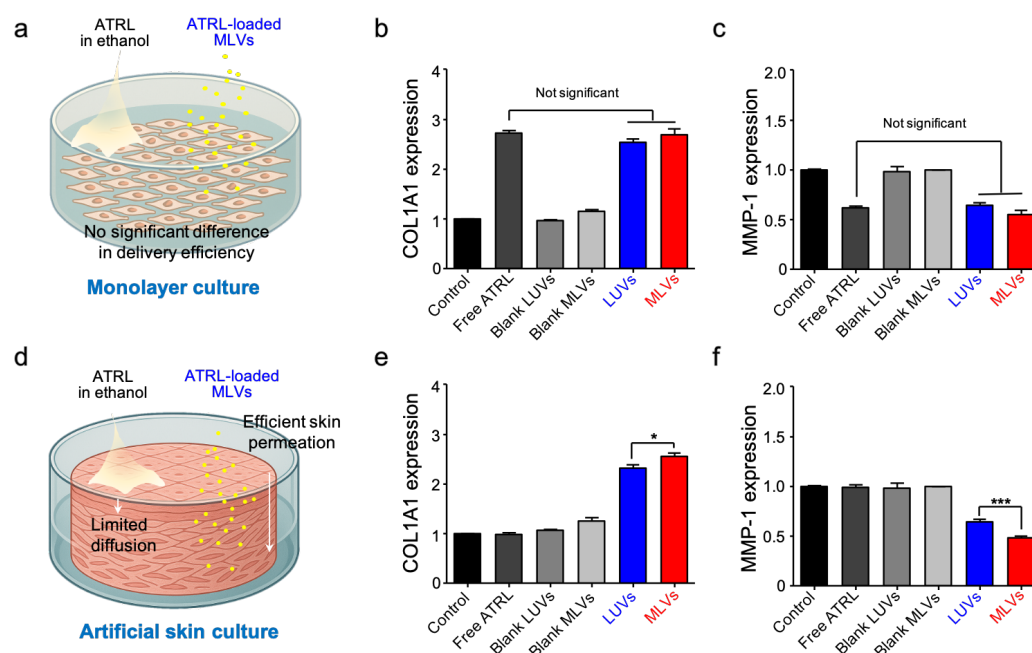 a
ATRL
in ethanol
ATRL-loaded
MLVs
No significant difference
in delivery efficiency
Monolayer culture
b
COL1A1 expression
4
3
2
1
0
Not significant
Control
Free ATRL
Blank LUVs
Blank MLVs
LUVs
MLVs
c
MMP-1 expression
2.0
1.5
1.0
0.5
0
Not significant
Control
Free ATRL
Blank LUVs
Blank MLVs
LUVs
MLVs
d
ATRL
in ethanol
ATRL-loaded
MLVs
Efficient skin
permeation
Limited
diffusion
Artificial skin culture
e
COL1A1 expression
4
3
2
1
0
*
Control
Free ATRL
Blank LUVs
Blank MLVs
LUVs
MLVs
f
MMP-1 expression
2.0
1.5
1.0
0.5
0
***
Control
Free ATRL
Blank LUVs
Blank MLVs
LUVs
MLVs